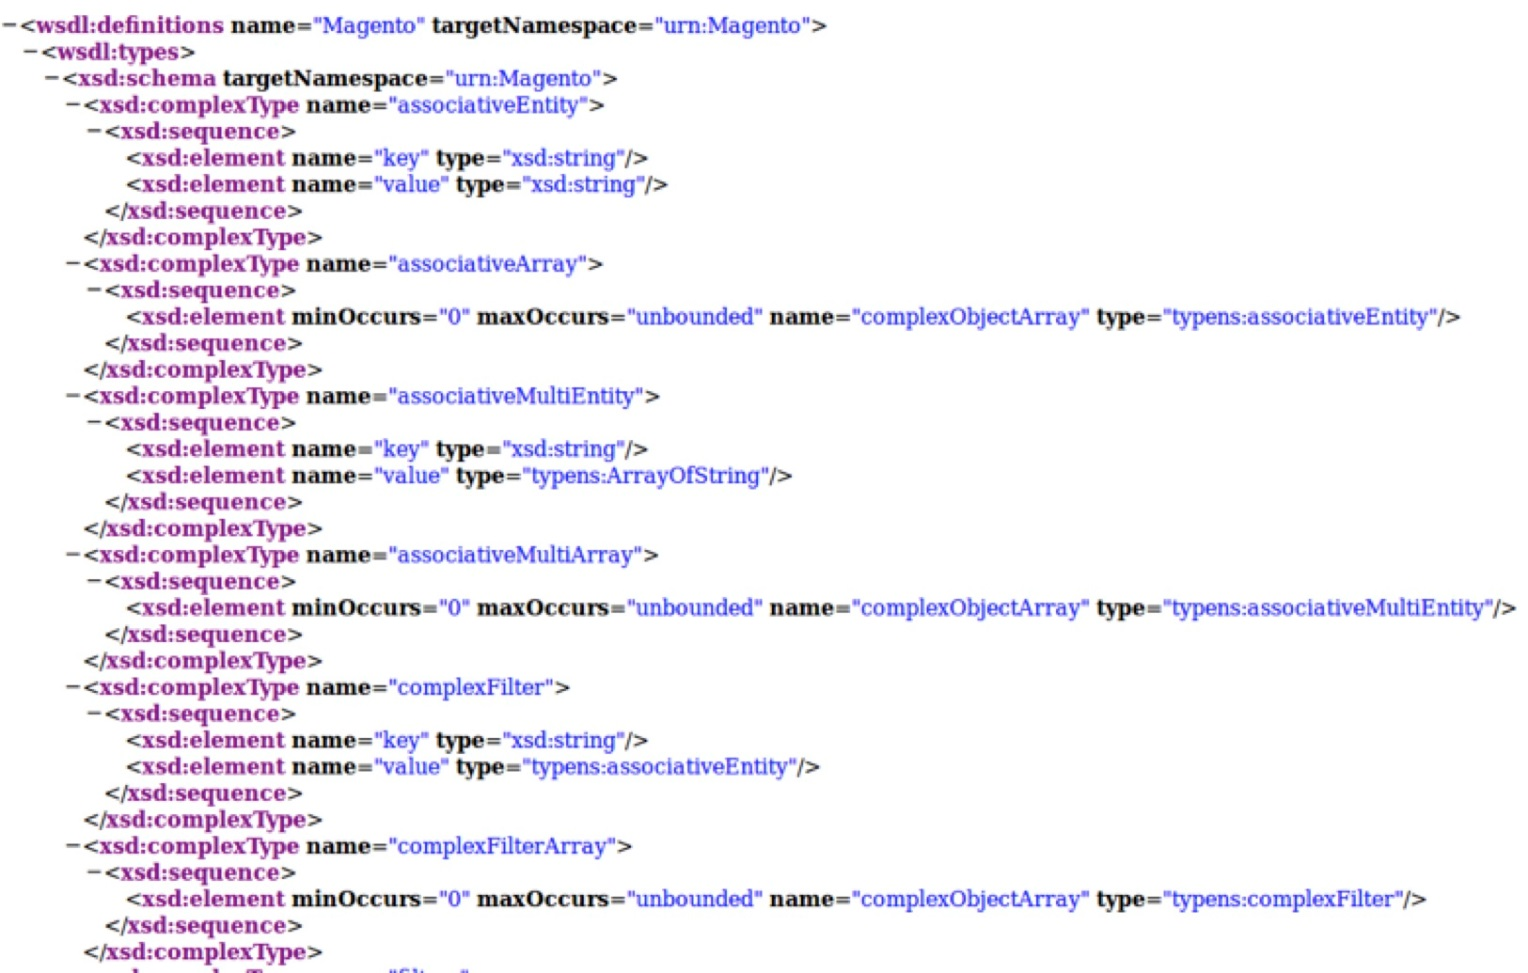 −<wsdl:definitions name="Magento" targetNamespace="urn:Magento">
−<wsdl:types>
−<xsd:schema targetNamespace="urn:Magento">
−<xsd:complexType name="associativeEntity">
−<xsd:sequence>
<xsd:element name="key" type="xsd:string"/>
<xsd:element name="value" type="xsd:string"/>
</xsd:sequence>
</xsd:complexType>
−<xsd:complexType name="associativeArray">
−<xsd:sequence>
<xsd:element minOccurs="0" maxOccurs="unbounded" name="complexObjectArray" type="typens:associativeEntity"/>
</xsd:sequence>
</xsd:complexType>
−<xsd:complexType name="associativeMultiEntity">
−<xsd:sequence>
<xsd:element name="key" type="xsd:string"/>
<xsd:element name="value" type="typens:ArrayOfString"/>
</xsd:sequence>
</xsd:complexType>
−<xsd:complexType name="associativeMultiArray">
−<xsd:sequence>
<xsd:element minOccurs="0" maxOccurs="unbounded" name="complexObjectArray" type="typens:associativeMultiEntity"/>
</xsd:sequence>
</xsd:complexType>
−<xsd:complexType name="complexFilter">
−<xsd:sequence>
<xsd:element name="key" type="xsd:string"/>
<xsd:element name="value" type="typens:associativeEntity"/>
</xsd:sequence>
</xsd:complexType>
−<xsd:complexType name="complexFilterArray">
−<xsd:sequence>
<xsd:element minOccurs="0" maxOccurs="unbounded" name="complexObjectArray" type="typens:complexFilter"/>
</xsd:sequence>
</xsd:complexType>